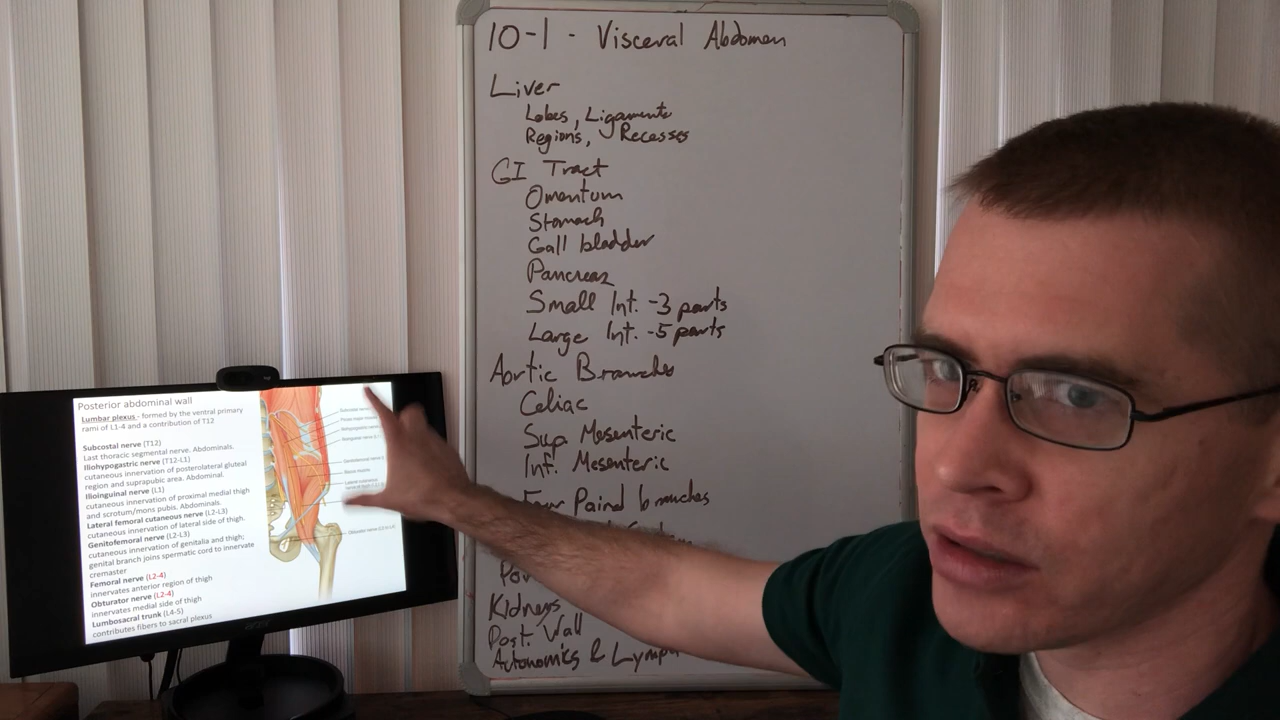 10-1 - Visceral Abdomen
Liver
Lobes, Ligaments
Regions, Recesses
GI Tract
Omentum
Stomach
Gall bladder
Pancreas
Small Int. -3 parts
Large Int. -5 parts
Aortic Branches
Celiac
Sup Mesenteric
Inf. Mesenteric
Four Paired branches
Kidneys
Post. Wall
Autonomics & Lymph
Posterior abdominal wall
Lumbar plexus - formed by the ventral primary
rami of L1-4 and a contribution of T12
Subcostal nerve (T12)
Last thoracic segmental nerve. Abdominals.
Iliohypogastric nerve (T12-L1)
cutaneous innervation of posterolateral gluteal
region and suprapubic area. Abdominal.
Ilioinguinal nerve (L1)
cutaneous innervation of proximal medial thigh
and scrotum/mons pubis. Abdominals.
Lateral femoral cutaneous nerve (L2-L3)
cutaneous innervation of lateral side of thigh.
Genitofemoral nerve (L2-L3)
cutaneous innervation of genitalia and thigh;
genital branch joins spermatic cord to innervate
cremaster
Femoral nerve (L2-4)
innervates anterior region of thigh
Obturator nerve (L2-4)
innervates medial side of thigh
Lumbosacral trunk (L4-5)
contributes fibers to sacral plexus
acer